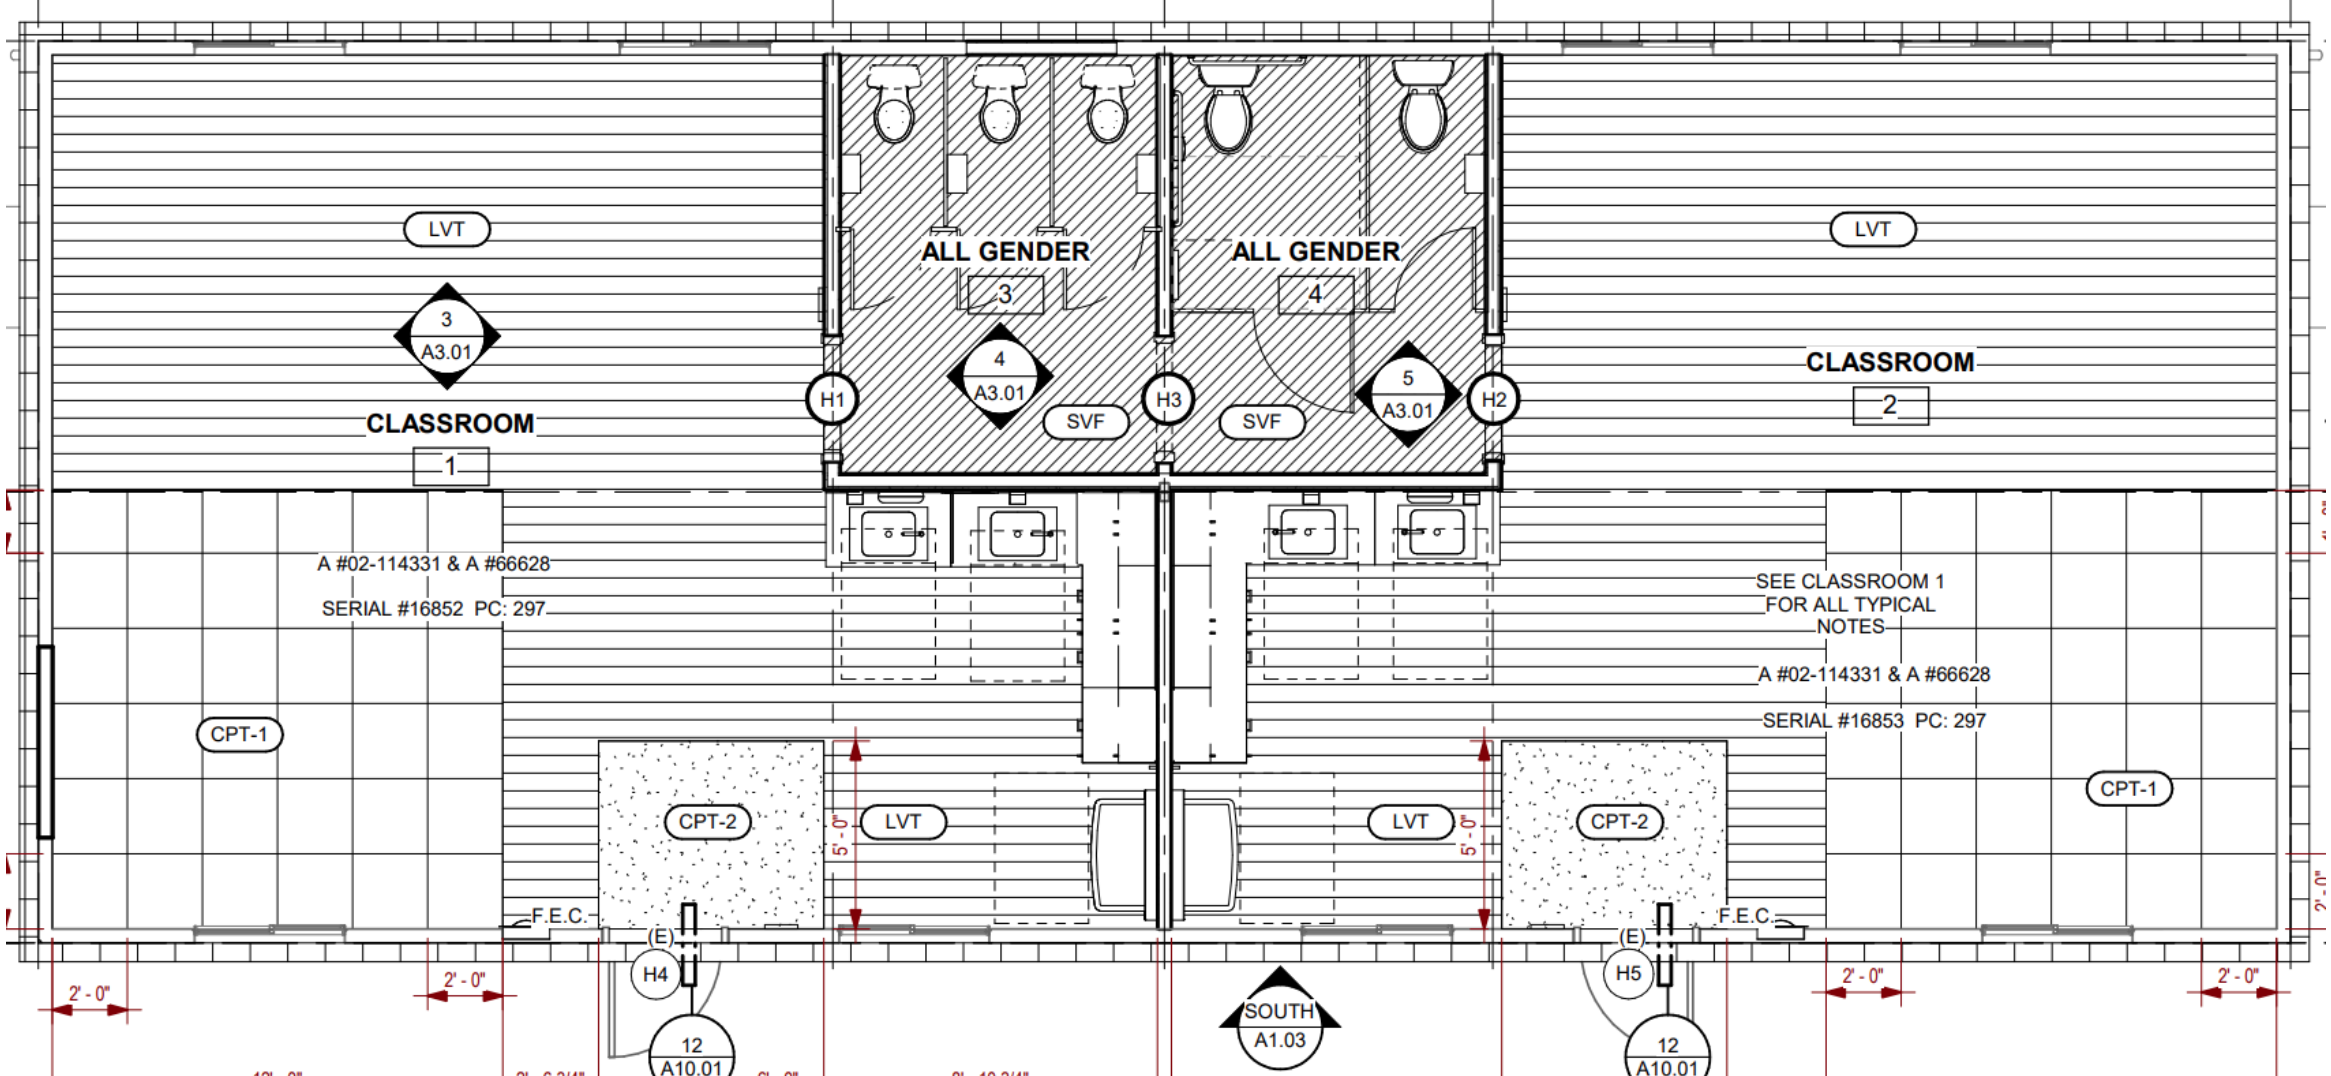 LVT
LVT
ALL GENDER
3
ALL GENDER
4
3
A3.01
4
A3.01
5
A3.01
CLASSROOM
2
H1
H3
H2
SVF
SVF
CLASSROOM
1
A #02-114331 & A #66628
SERIAL #16852 PC: 297
SEE CLASSROOM 1
FOR ALL TYPICAL
NOTES
A #02-114331 & A #66628
SERIAL #16853 PC: 297
CPT-1
CPT-1
CPT-2
5' - 0"
LVT
LVT
5' - 0"
CPT-2
2' - 0"
F.E.C.
F.E.C.
(E)
H4
(E)
H5
2' - 0"
2' - 0"
2' - 0"
2' - 0"
SOUTH
A1.03
12
A10.01
12
A10.01